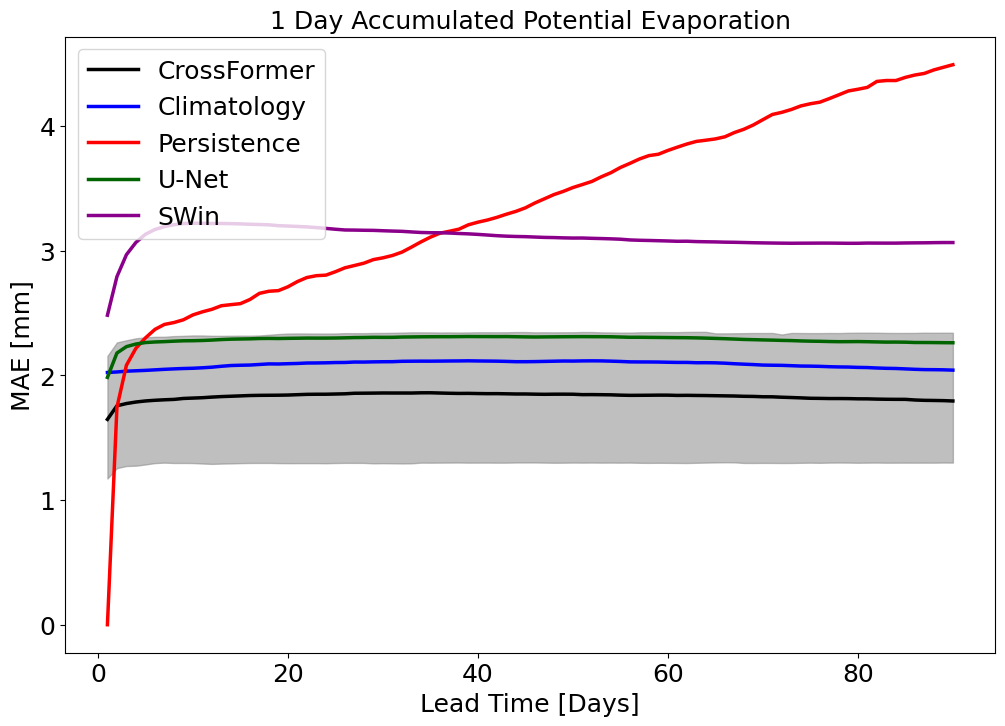 1 Day Accumulated Potential Evaporation
CrossFormer
Climatology
Persistence
U-Net
SWin
MAE [mm]
4
3
2
1
0
0 20 40 60 80
Lead Time [Days]